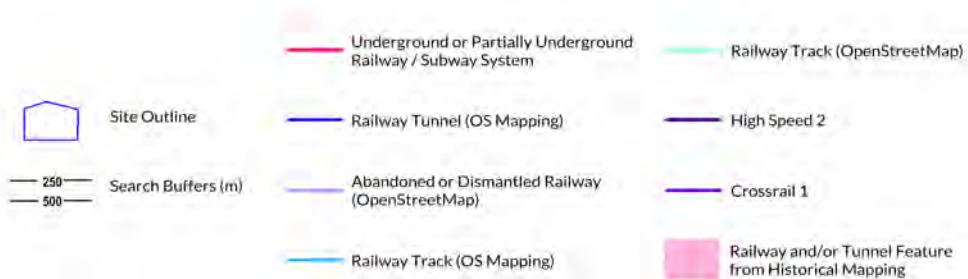 Site Outline
250
500
Search Buffers (m)
Underground or Partially Underground
Railway / Subway System
Railway Tunnel (OS Mapping)
Abandoned or Dismantled Railway
(OpenStreetMap)
Railway Track (OS Mapping)
Railway Track (OpenStreetMap)
High Speed 2
Crossrail 1
Railway and/or Tunnel Feature
from Historical Mapping